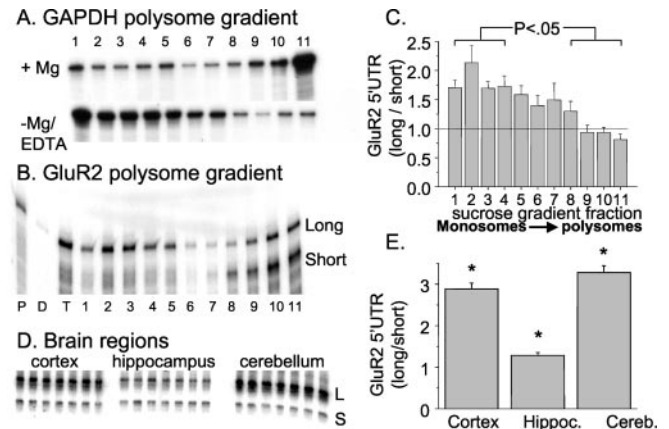 A. GAPDH polysome gradient
1 2 3 4 5 6 7 8 9 10 11
+ Mg
-Mg/
EDTA
B. GluR2 polysome gradient
Long
Short
P D T 1 2 3 4 5 6 7 8 9 10 11
D. Brain regions
cortex hippocampus cerebellum
L
S
C.
P<.05
GluR2 5'UTR
(long / short)
2.5
2.0
1.5
1.0
0.5
0.0
1 2 3 4 5 6 7 8 9 10 11
sucrose gradient fraction
Monosomes → polysomes
E.
GluR2 5'UTR
(long/short)
3
2
1
0
* * *
Cortex Hippoc. Cereb.